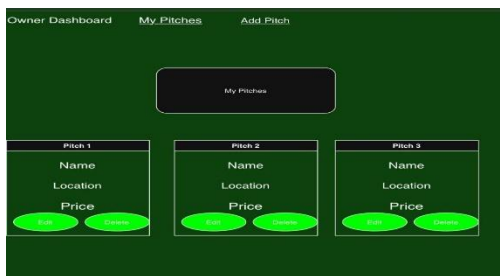 Owner Dashboard My Pitches Add Pitch
My Pitches
Pitch 1 Pitch 2 Pitch 3
Name Name Name
Location Location Location
Price Price Price
Edit Delete Edit Delete Edit Delete